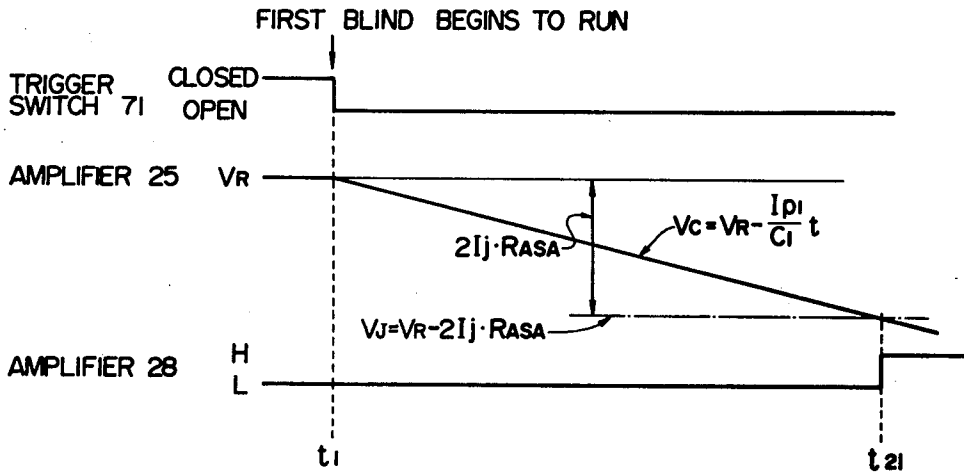 FIRST BLIND BEGINS TO RUN
TRIGGER SWITCH 71
CLOSED
OPEN
AMPLIFIER 25
VR
2Ij·RASA
VC=VR-Ip1/C1 t
VJ=VR-2Ij·RASA
AMPLIFIER 28
H
L
t1
t21